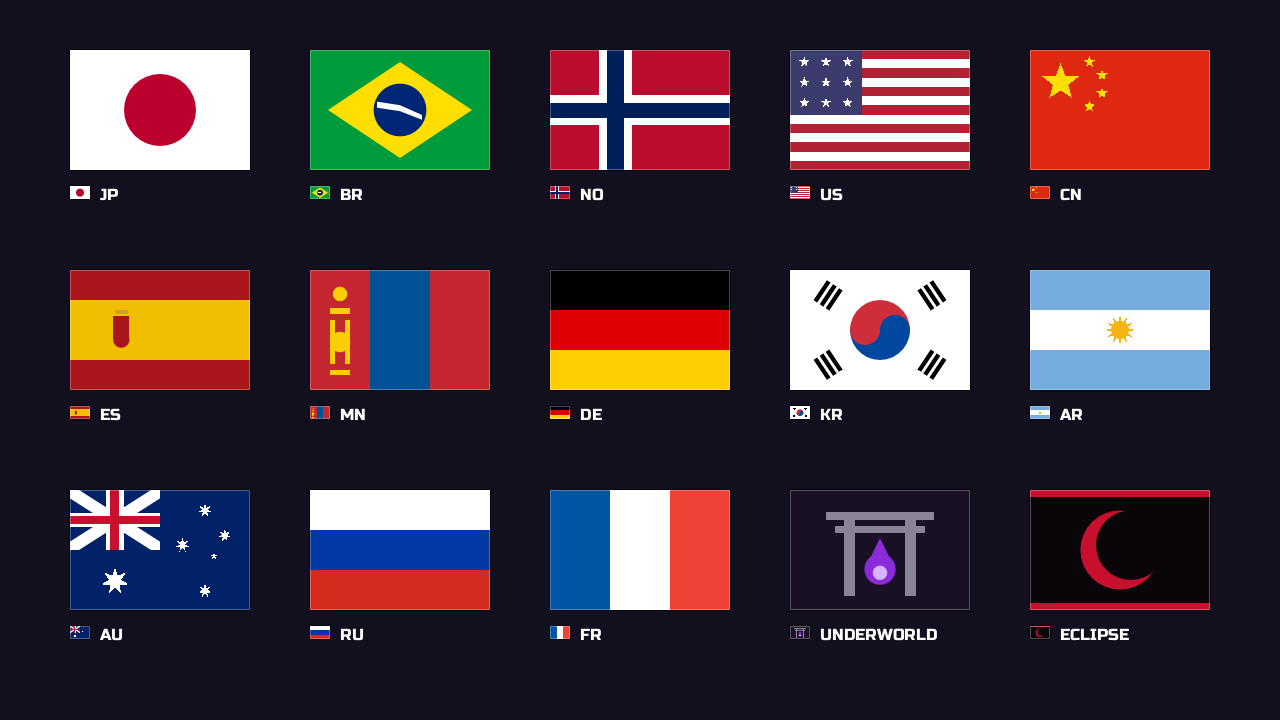 JP
BR
NO
US
CN
ES
MN
DE
KR
AR
AU
RU
FR
UNDERWORLD
ECLIPSE